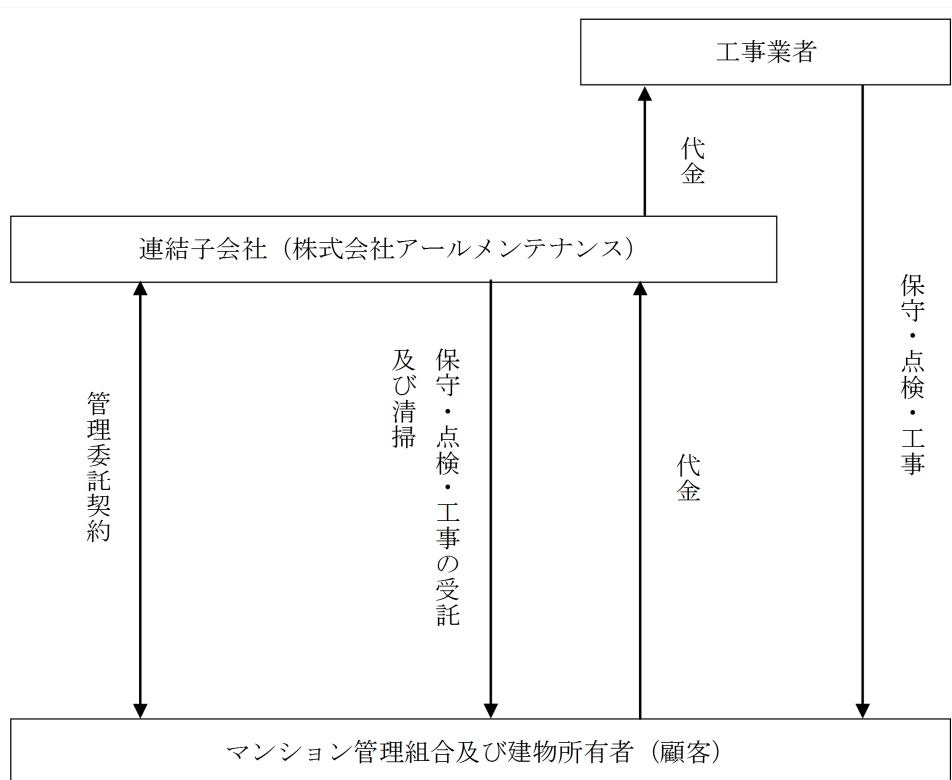 工事業者
代金
連結子会社（株式会社アールメンテナンス）
保守・点検・工事
管理委託契約
保守・点検・工事の受託
及び清掃
代金
マンション管理組合及び建物所有者（顧客）